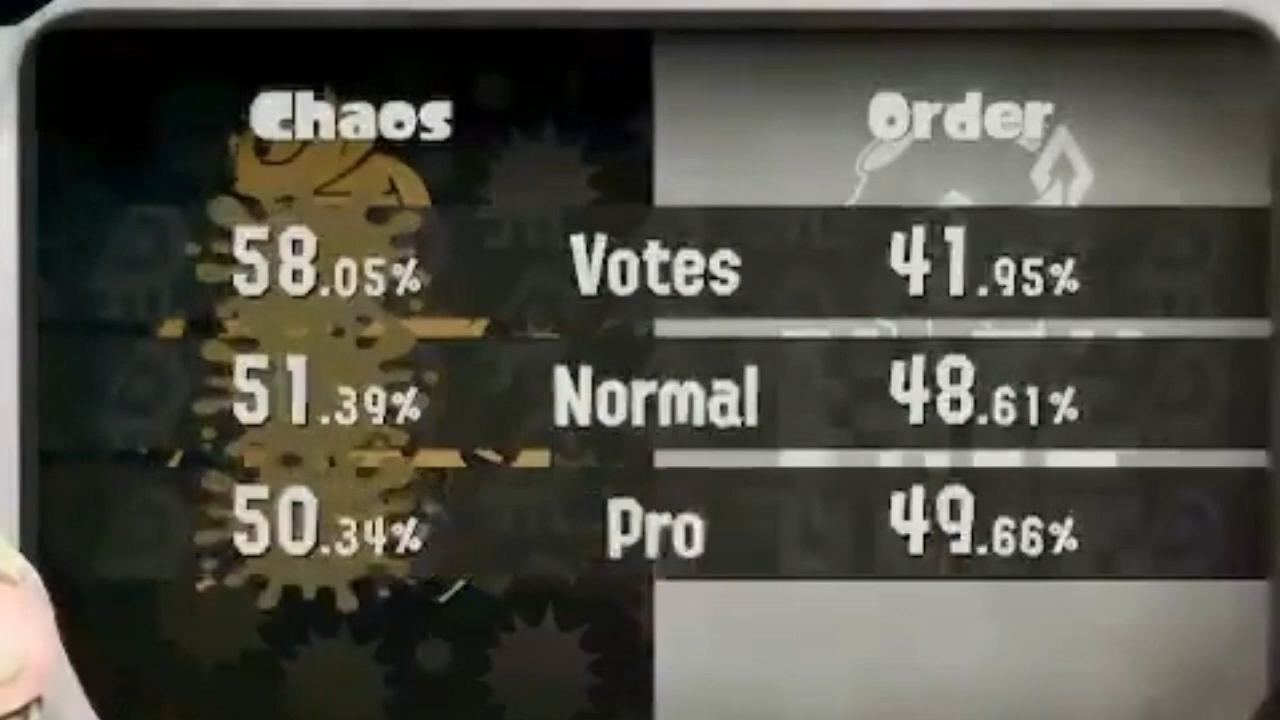 Chaos Order
58.05% Votes 41.95%
51.39% Normal 48.61%
50.34% Pro 49.66%